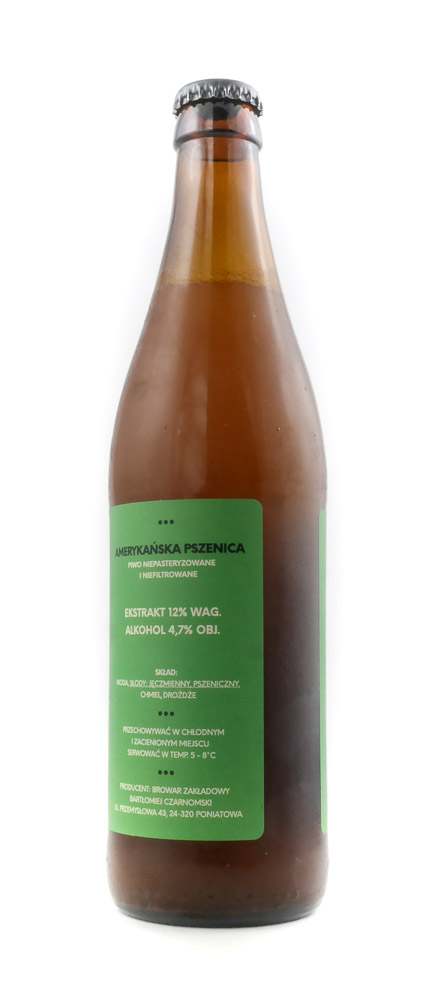 AMERYKAŃSKA PSZENICA
PIWO NIEPASTERYZOWANE
I NIEFILTROWANE
EKSTRAKT 12% WAG.
ALKOHOL 4,7% OBJ.
SKŁAD:
WODA, SŁODY: JĘCZMIENNY, PSZENICZNY,
CHMIEL, DROŻDŻE
PRZECHOWYWAĆ W CHŁODNYM
I ZACIENIONYM MIEJSCU
SERWOWAĆ W TEMP. 5 - 8°C
PRODUCENT: BROWAR ZAKŁADOWY
BARTŁOMIEJ CZARNOMSKI
UL. PRZEMYSŁOWA 43, 24-320 PONIATOWA